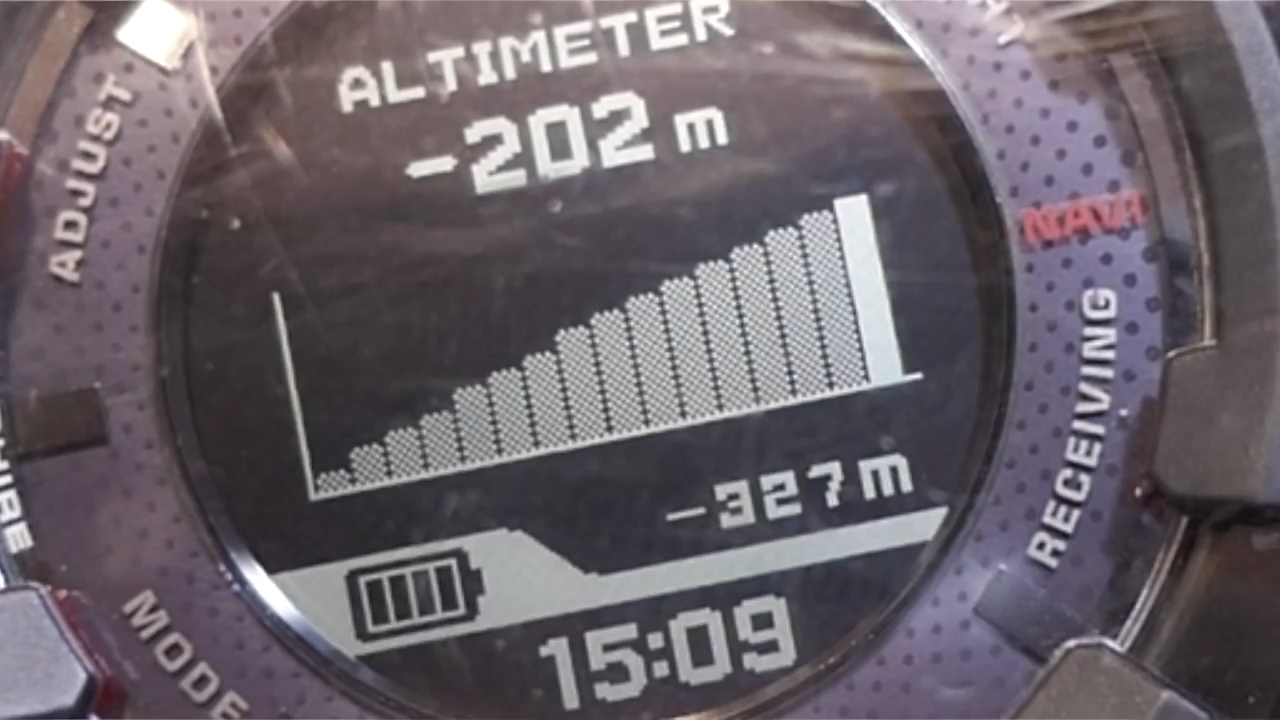 ALTIMETER
-202 m
ADJUST
NAVI
RECEIVING
-327 m
15:09
MODE